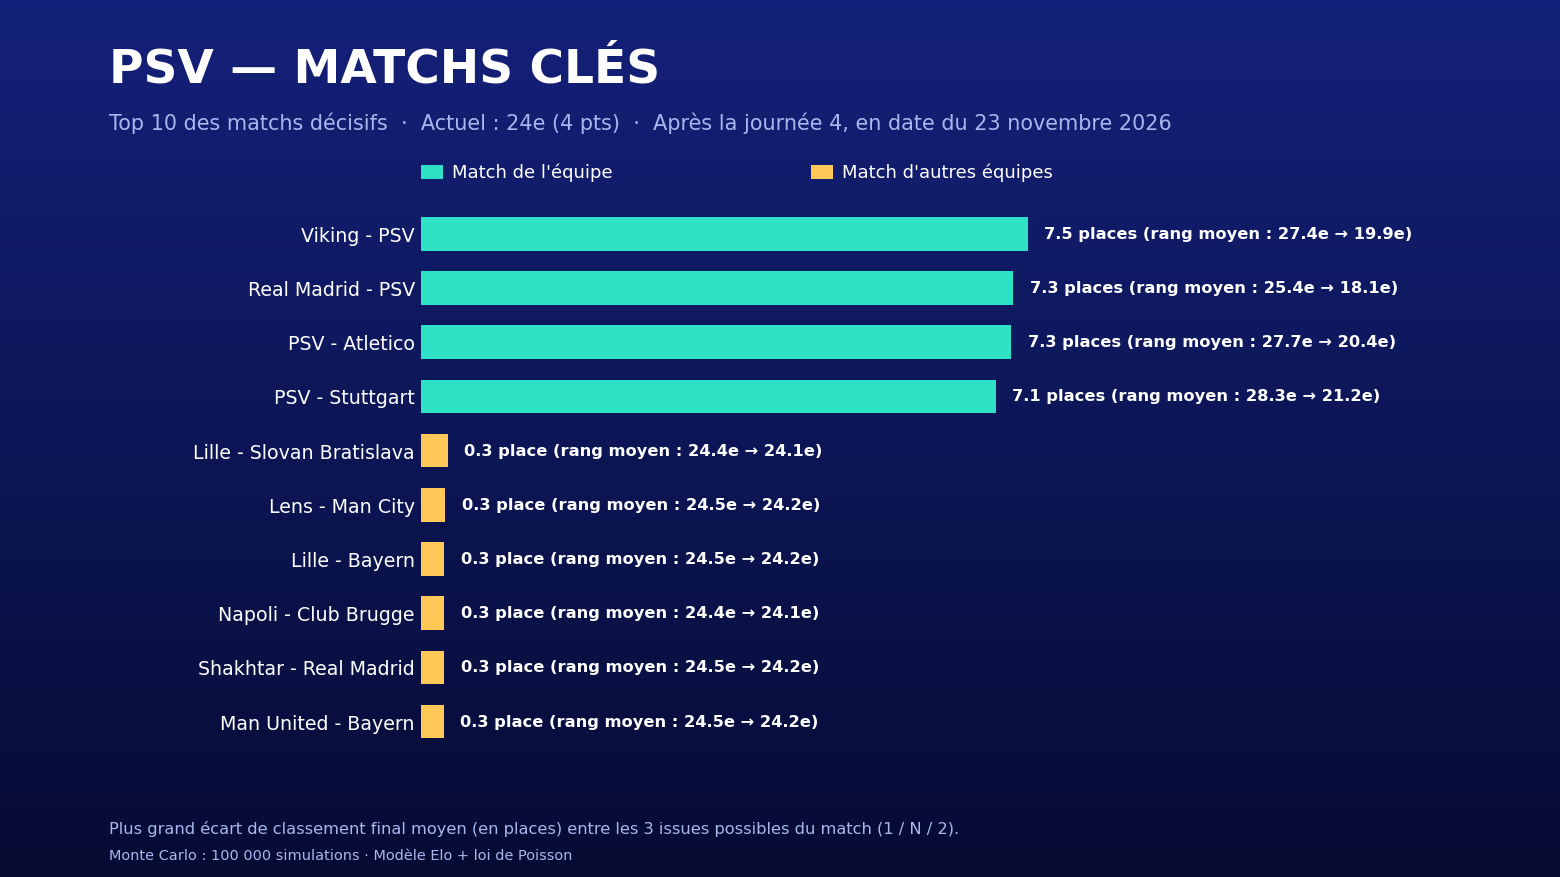 PSV — MATCHS CLÉS
Top 10 des matchs décisifs · Actuel : 24e (4 pts) · Après la journée 4, en date du 23 novembre 2026
Match de l'équipe
Match d'autres équipes
Viking - PSV 7.5 places (rang moyen : 27.4e → 19.9e)
Real Madrid - PSV 7.3 places (rang moyen : 25.4e → 18.1e)
PSV - Atletico 7.3 places (rang moyen : 27.7e → 20.4e)
PSV - Stuttgart 7.1 places (rang moyen : 28.3e → 21.2e)
Lille - Slovan Bratislava 0.3 place (rang moyen : 24.4e → 24.1e)
Lens - Man City 0.3 place (rang moyen : 24.5e → 24.2e)
Lille - Bayern 0.3 place (rang moyen : 24.5e → 24.2e)
Napoli - Club Brugge 0.3 place (rang moyen : 24.4e → 24.1e)
Shakhtar - Real Madrid 0.3 place (rang moyen : 24.5e → 24.2e)
Man United - Bayern 0.3 place (rang moyen : 24.5e → 24.2e)
Plus grand écart de classement final moyen (en places) entre les 3 issues possibles du match (1 / N / 2).
Monte Carlo : 100 000 simulations · Modèle Elo + loi de Poisson